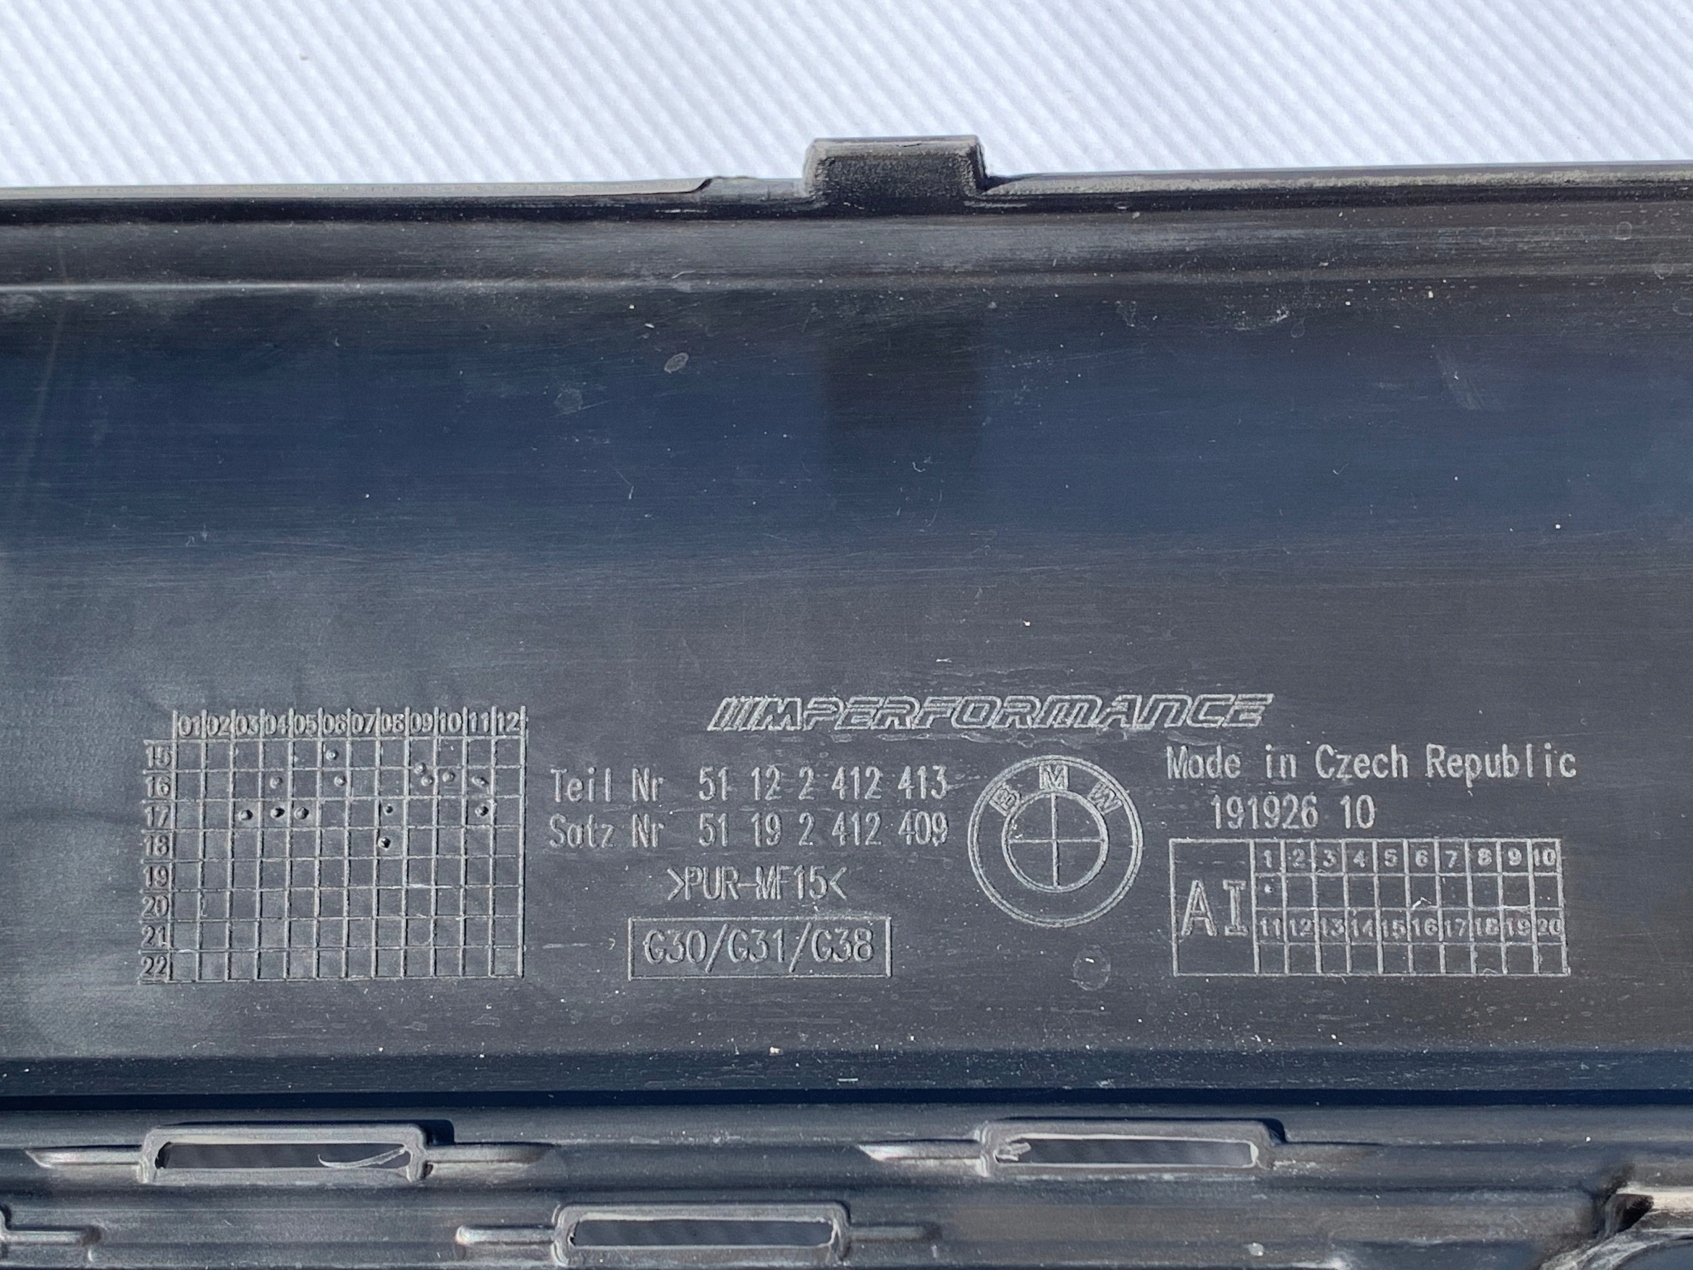 01 02 03 04 05 06 07 08 09 10 11 12
15
16
17
18
19
20
21
22
MPERFORMANCE
Teil Nr 51 12 2 412 413
Satz Nr 51 19 2 412 409
>PUR-MF15<
G30/G31/G38
BMW
Made in Czech Republic
191926 10
AI
1 2 3 4 5 6 7 8 9 10
11 12 13 14 15 16 17 18 19 20